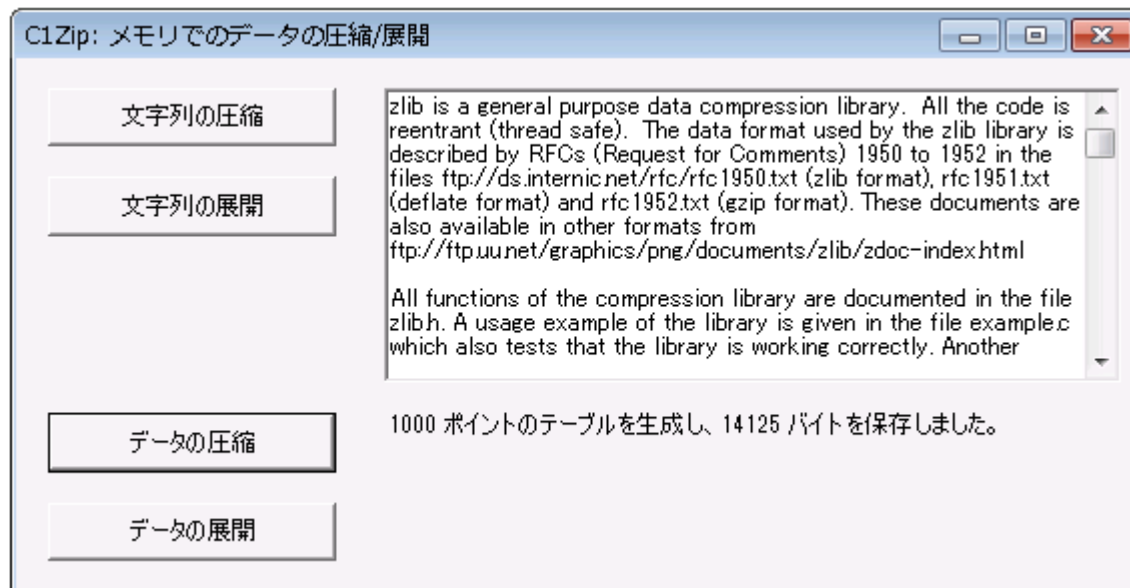 C1Zip: メモリでのデータの圧縮/展開
文字列の圧縮
文字列の展開
zlib is a general purpose data compression library.  All the code is
reentrant (thread safe).  The data format used by the zlib library is
described by RFCs (Request for Comments) 1950 to 1952 in the
files ftp://ds.internic.net/rfc/rfc1950.txt (zlib format), rfc1951.txt
(deflate format) and rfc1952.txt (gzip format). These documents are
also available in other formats from
ftp://ftp.uu.net/graphics/png/documents/zlib/zdoc-index.html
All functions of the compression library are documented in the file
zlib.h. A usage example of the library is given in the file example.c
which also tests that the library is working correctly. Another
データの圧縮
1000 ポイントのテーブルを生成し、14125 バイトを保存しました。
データの展開